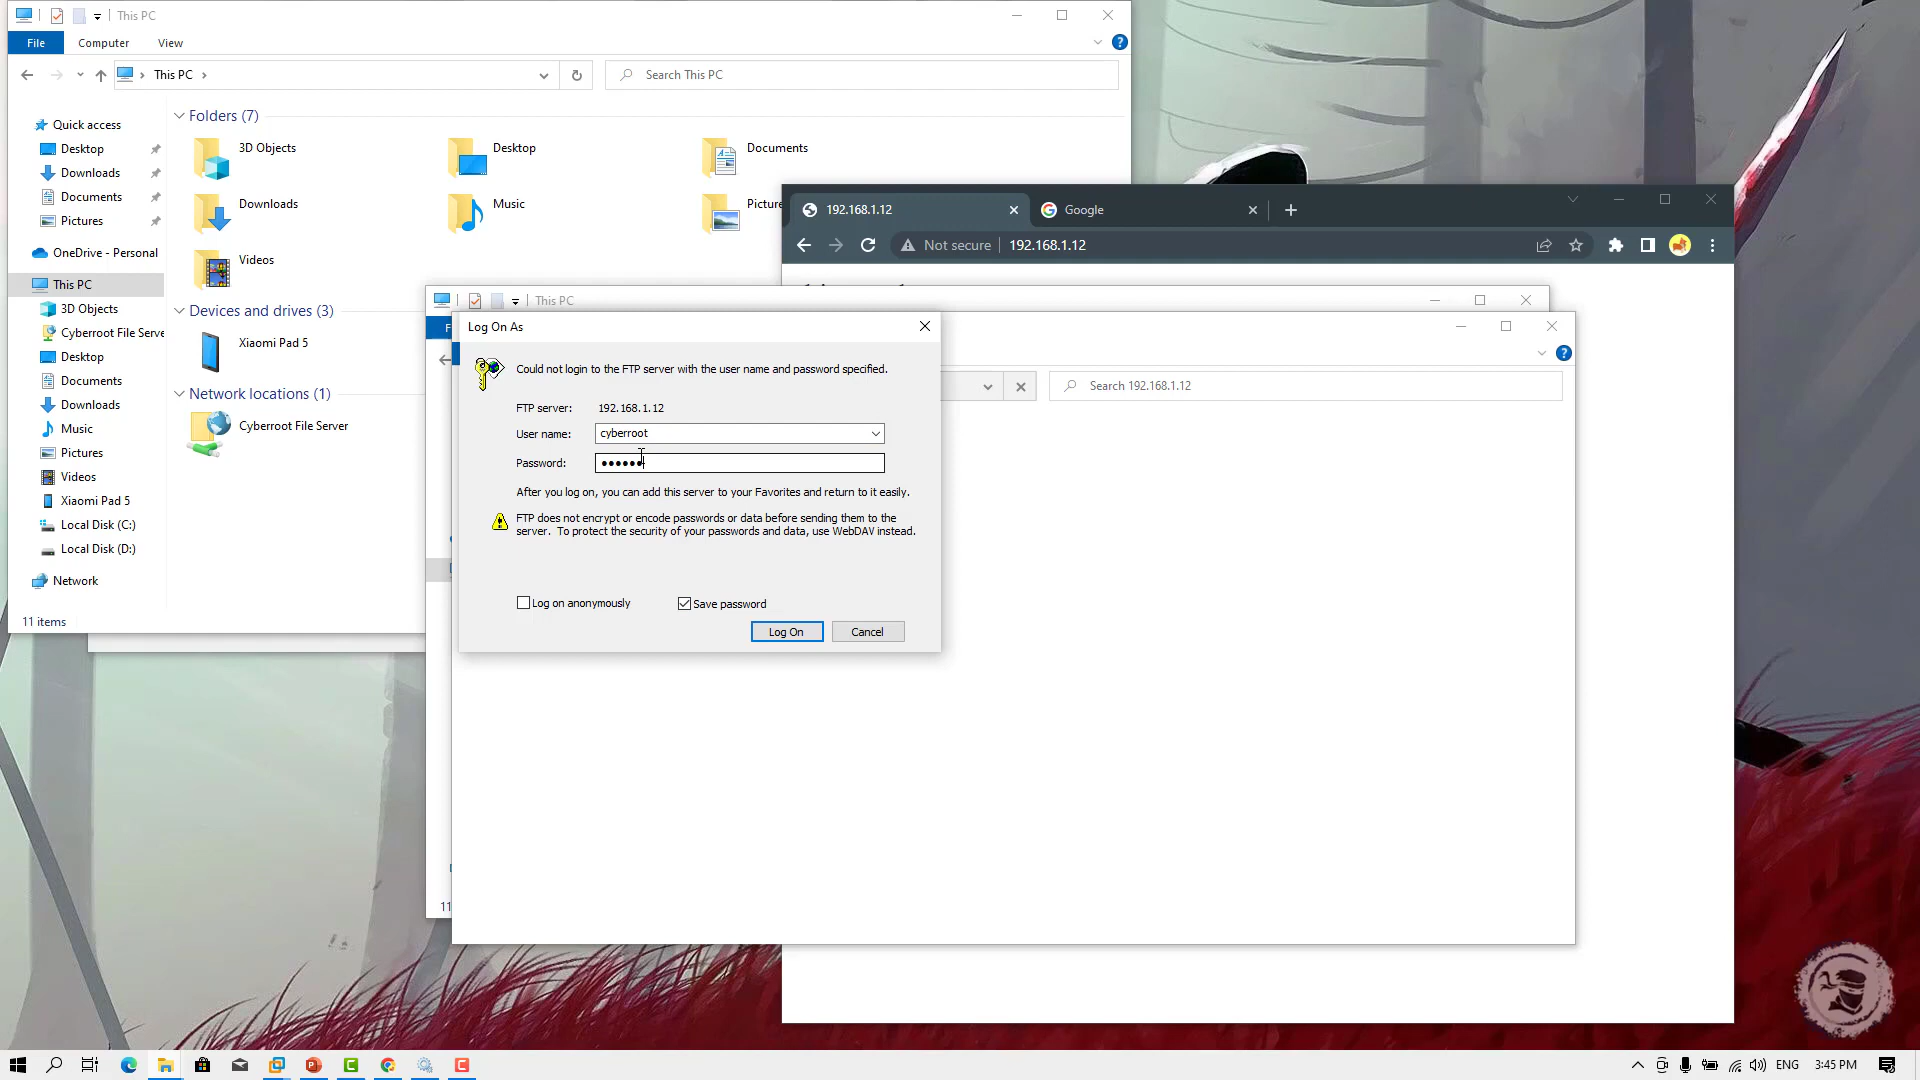 This PC
File
Computer
View
This PC
Search This PC
Quick access
Desktop
Downloads
Documents
Pictures
OneDrive - Personal
This PC
3D Objects
Cyberroot File Serve
Desktop
Documents
Downloads
Music
Pictures
Videos
Xiaomi Pad 5
Local Disk (C:)
Local Disk (D:)
Network
11 items
Folders (7)
3D Objects
Desktop
Documents
Downloads
Music
Picture
Videos
Devices and drives (3)
Xiaomi Pad 5
Network locations (1)
Cyberroot File Server
192.168.1.12
Google
Not secure
192.168.1.12
This PC
F
11
Search 192.168.1.12
Log On As
Could not login to the FTP server with the user name and password specified.
FTP server: 192.168.1.12
User name: cyberroot
Password: ••••••
After you log on, you can add this server to your Favorites and return to it easily.
FTP does not encrypt or encode passwords or data before sending them to the
server. To protect the security of your passwords and data, use WebDAV instead.
Log on anonymously
Save password
Log On
Cancel
ENG
3:45 PM